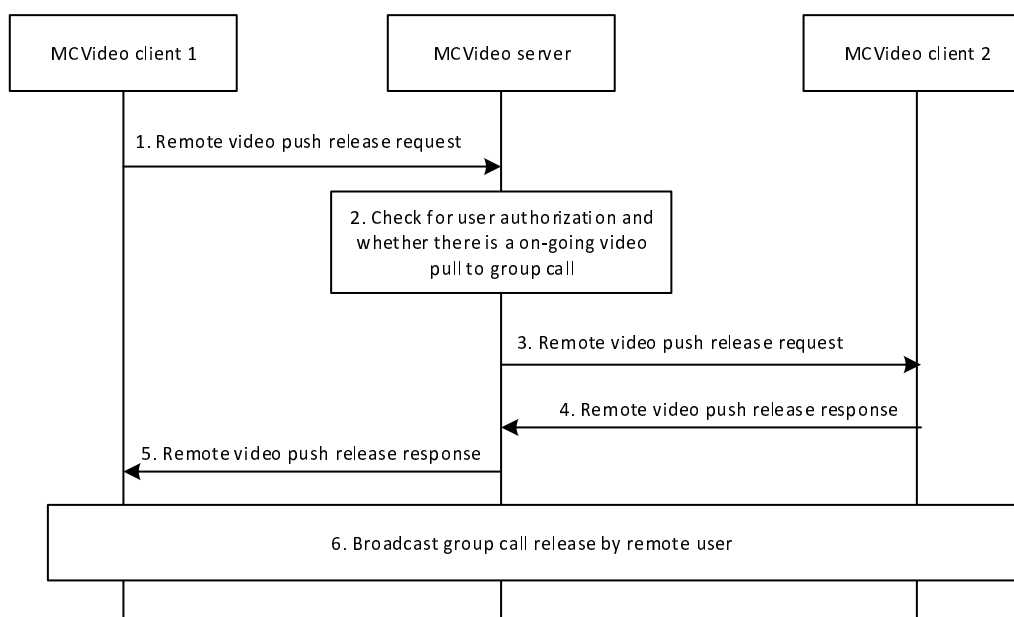 MCVideo client 1
MCVideo server
MCVideo client 2
1. Remote video push release request
2. Check for user authorization and
whether there is a on-going video
pull to group call
3. Remote video push release request
4. Remote video push release response
5. Remote video push release response
6. Broadcast group call release by remote user